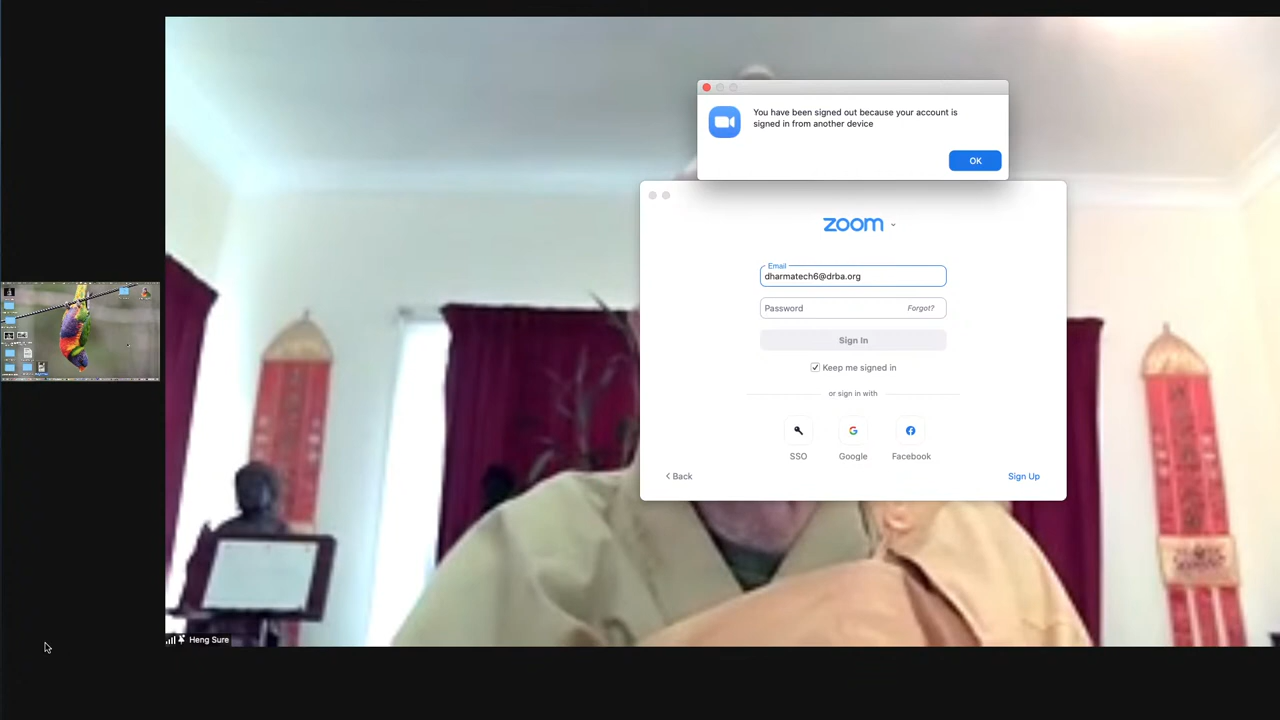 You have been signed out because your account is
signed in from another device
OK
zoom
Email
dharmatech6@drba.org
Password
Forgot?
Sign In
Keep me signed in
or sign in with
SSO
Google
Facebook
Back
Sign Up
Heng Sure